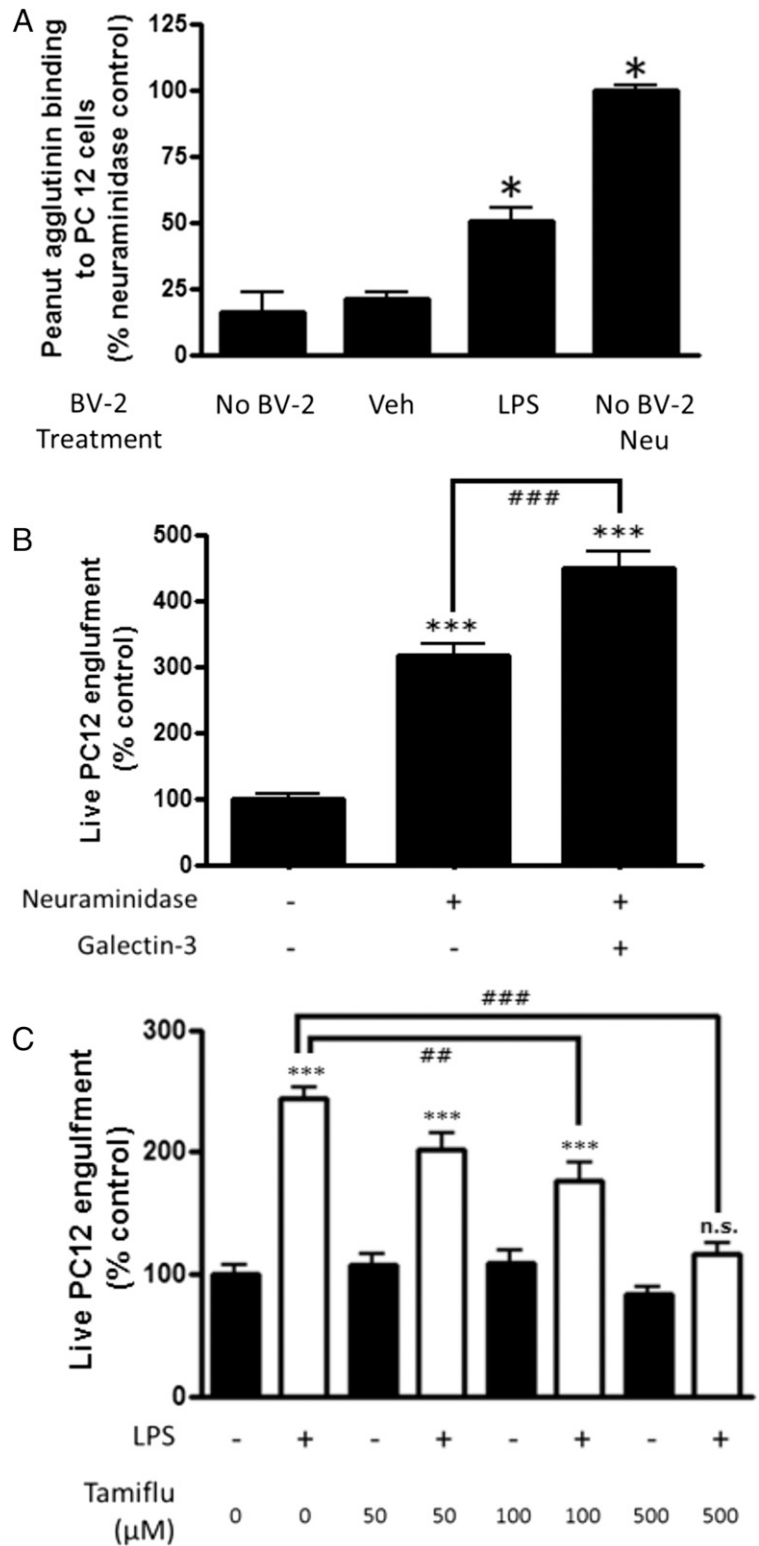 A
Peanut agglutinin binding
to PC 12 cells
(% neuraminidase control)
125
100
75
50
25
0
*
*
BV-2
Treatment
No BV-2
Veh
LPS
No BV-2
Neu
B
Live PC12 englufment
(% control)
500
400
300
200
100
0
***
###
***
Neuraminidase - + +
Galectin-3 - - +
C
Live PC12 engulfment
(% control)
300
200
100
0
###
##
***
***
***
n.s.
LPS - + - + - + - +
Tamiflu
(µM)
0 0 50 50 100 100 500 500